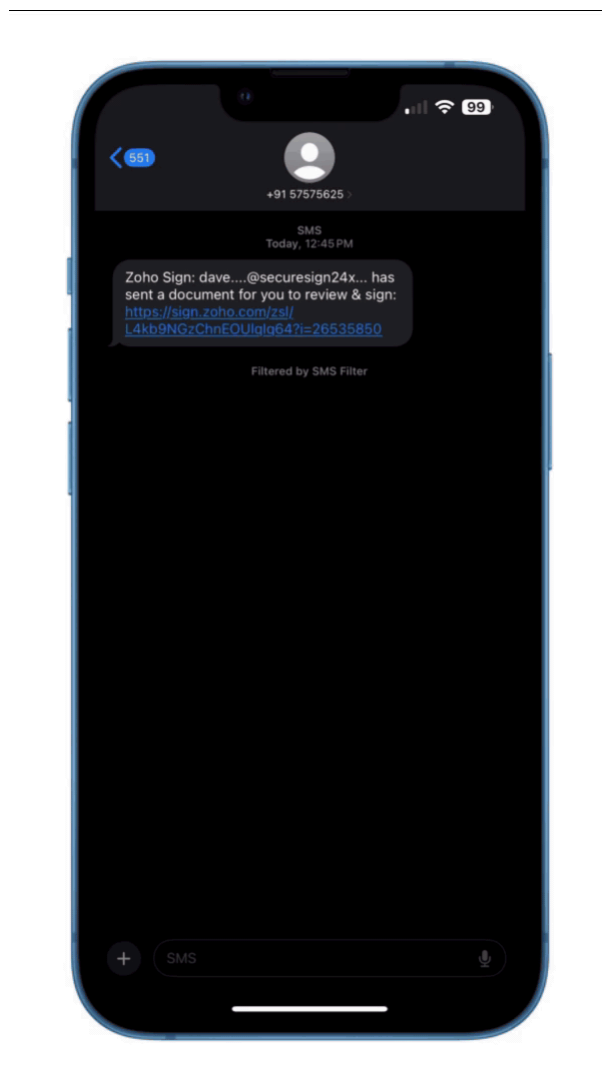 99
551
+91 57575625 >
SMS
Today, 12:45 PM
Zoho Sign: dave....@securesign24x... has
sent a document for you to review & sign:
https://sign.zoho.com/zsl/
L4kb9NGzChnEOUIglg64?i=26535850
Filtered by SMS Filter
SMS